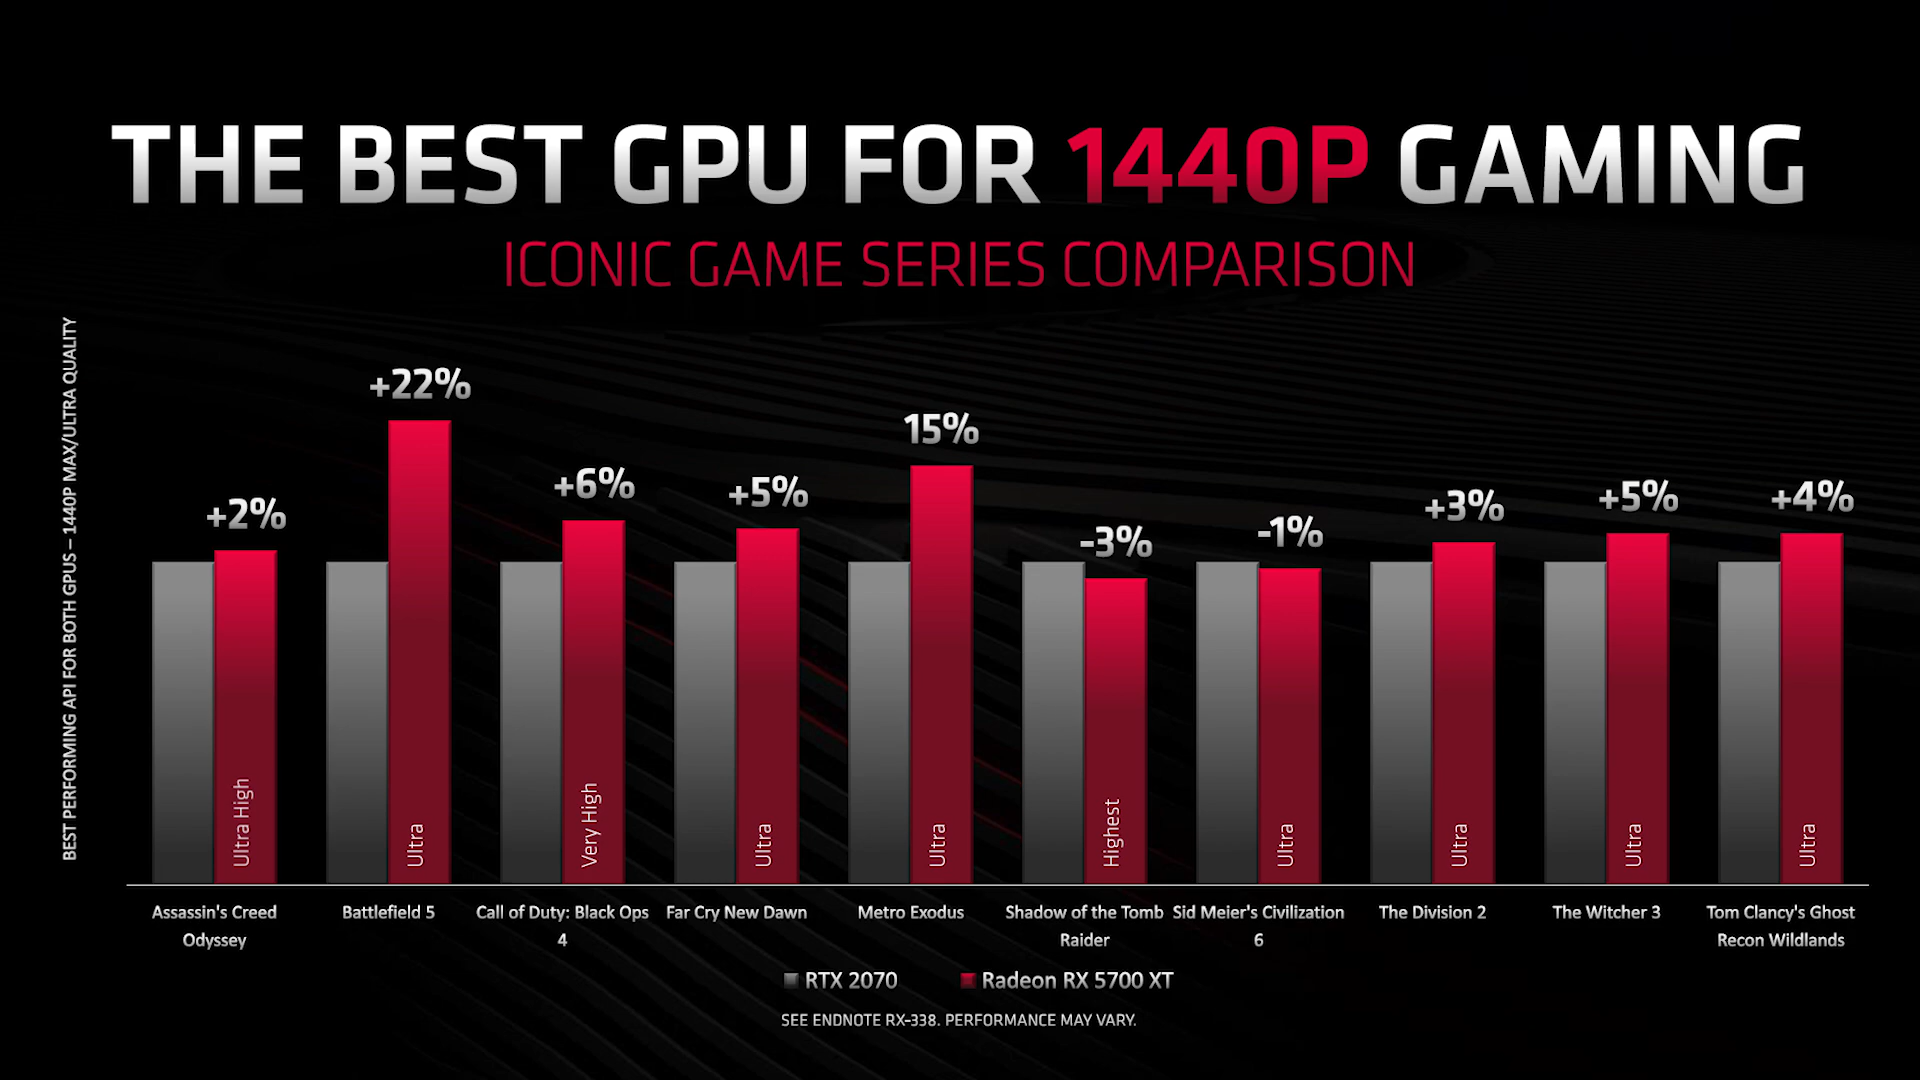 THE BEST GPU FOR 1440P GAMING
ICONIC GAME SERIES COMPARISON
BEST PERFORMING API FOR BOTH GPUS – 1440P MAX/ULTRA QUALITY
+2%
+22%
+6%
+5%
15%
-3%
-1%
+3%
+5%
+4%
Ultra High
Ultra
Very High
Ultra
Ultra
Highest
Ultra
Ultra
Ultra
Ultra
Assassin's Creed
Odyssey
Battlefield 5
Call of Duty: Black Ops
4
Far Cry New Dawn
Metro Exodus
Shadow of the Tomb
Raider
Sid Meier's Civilization
6
The Division 2
The Witcher 3
Tom Clancy's Ghost
Recon Wildlands
RTX 2070
Radeon RX 5700 XT
SEE ENDNOTE RX-338. PERFORMANCE MAY VARY.